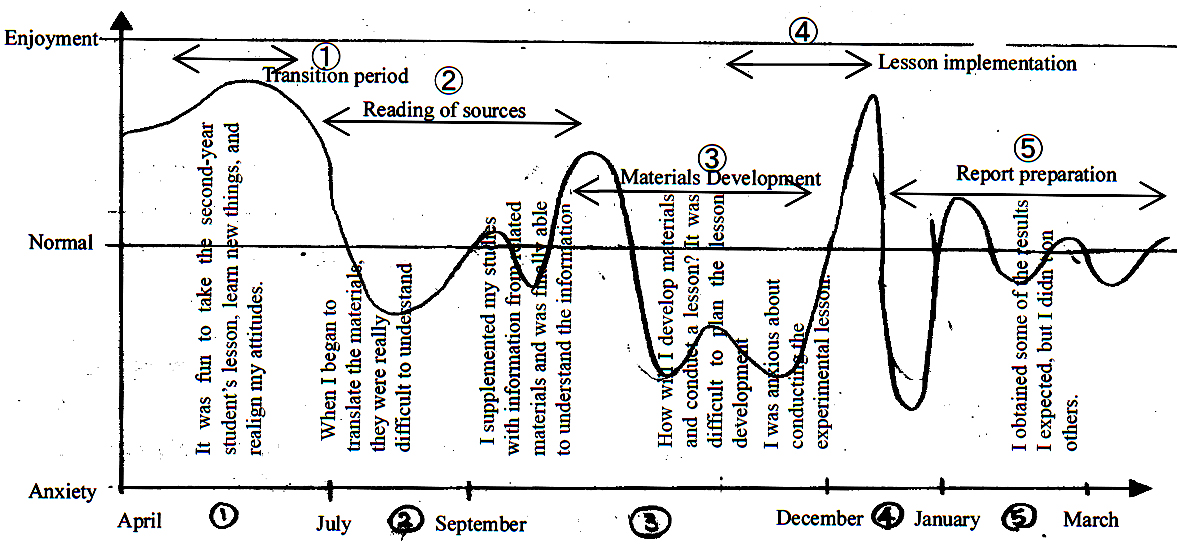 Enjoyment
④
①
Lesson implementation
Transition period
②
Reading of sources
③
⑤
Materials Development
Report preparation
Normal
It was fun to take the second-year
student's lesson, learn new things, and
realign my attitudes.
When I began to
translate the materials,
they were really
difficult to understand
I supplemented my studies
with information from related
materials and was finally able
to understand the information
How will I develop materials
and conduct a lesson? It was
difficult to plan the lesson
development
I was anxious about
conducting the
experimental lesson.
I obtained some of the results
I expected, but I didn't on
others.
Anxiety
April
①
July
②
September
③
December
④
January
⑤
March